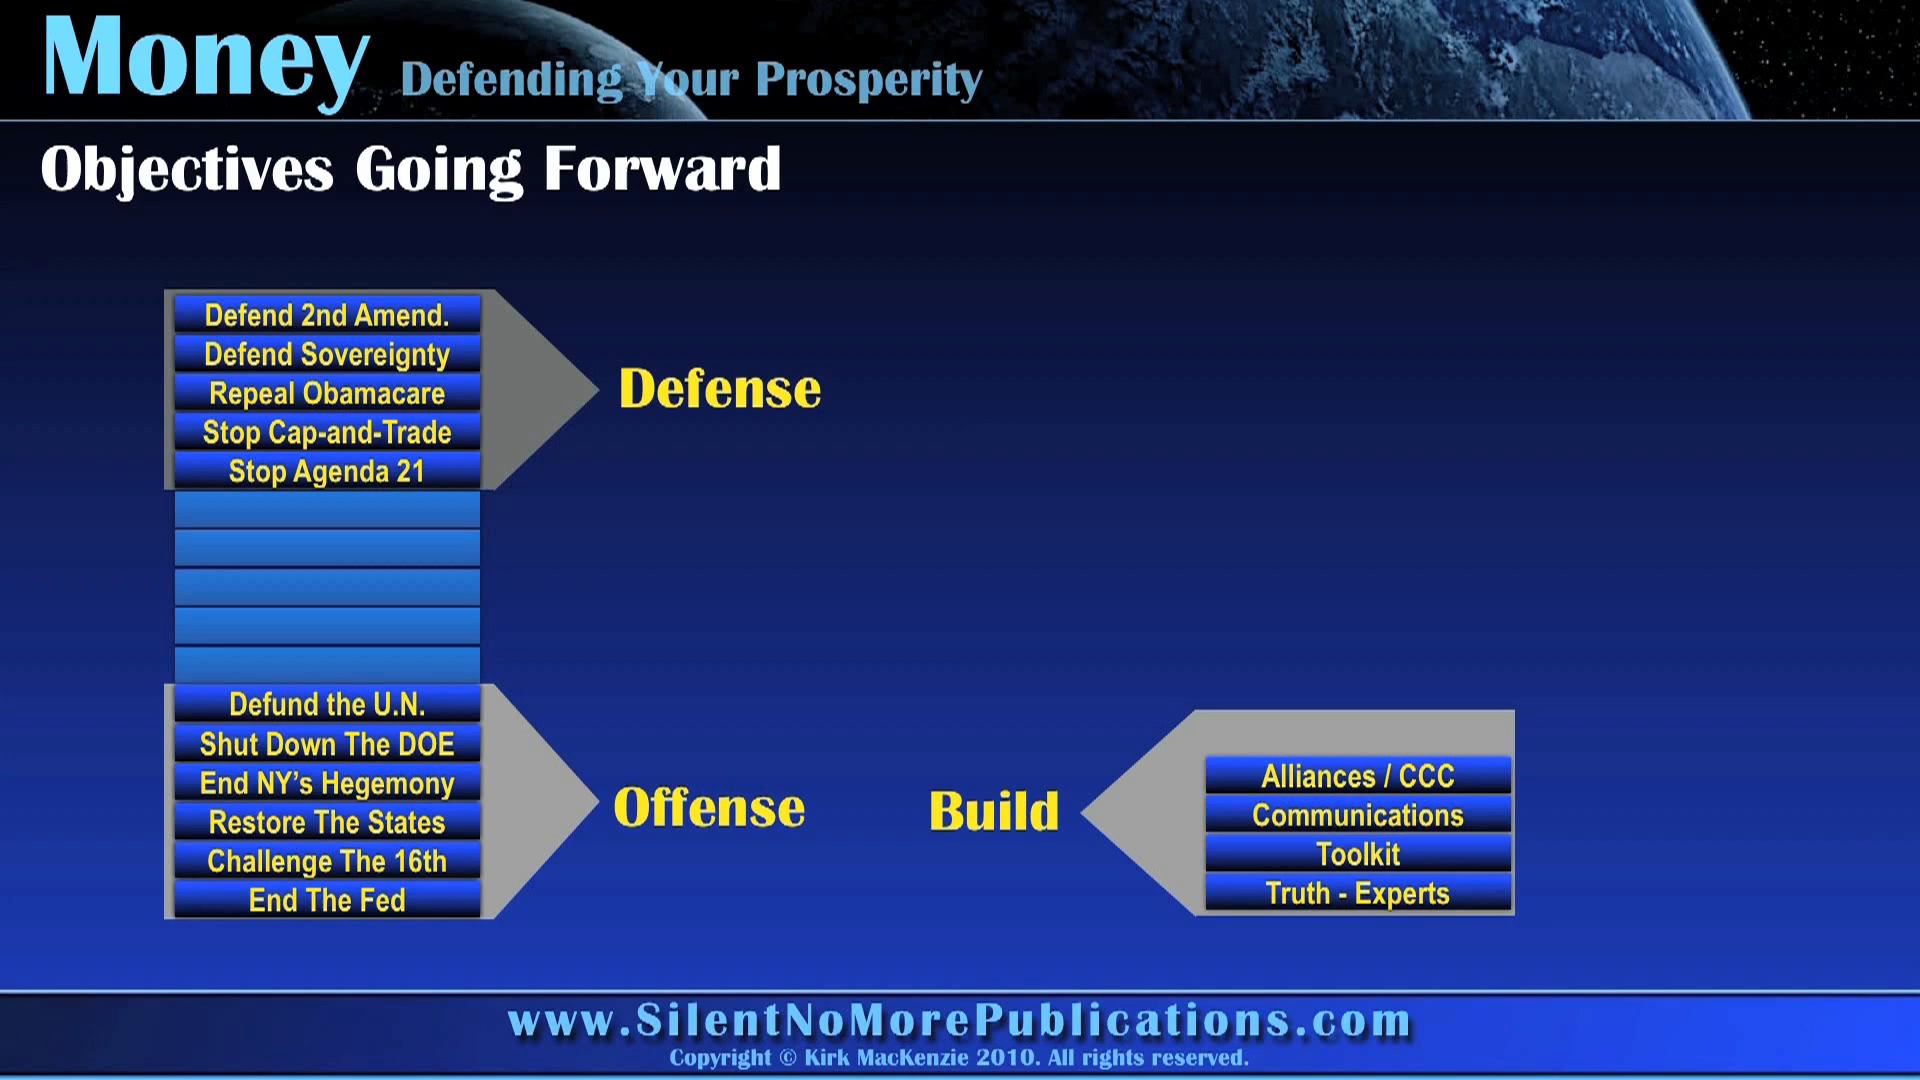 Money Defending Your Prosperity
Objectives Going Forward
Defend 2nd Amend.
Defend Sovereignty
Repeal Obamacare
Stop Cap-and-Trade
Stop Agenda 21
Defense
Defund the U.N.
Shut Down The DOE
End NY’s Hegemony
Restore The States
Challenge The 16th
End The Fed
Offense
Build
Alliances / CCC
Communications
Toolkit
Truth - Experts
www.SilentNoMorePublications.com
Copyright © Kirk MacKenzie 2010. All rights reserved.